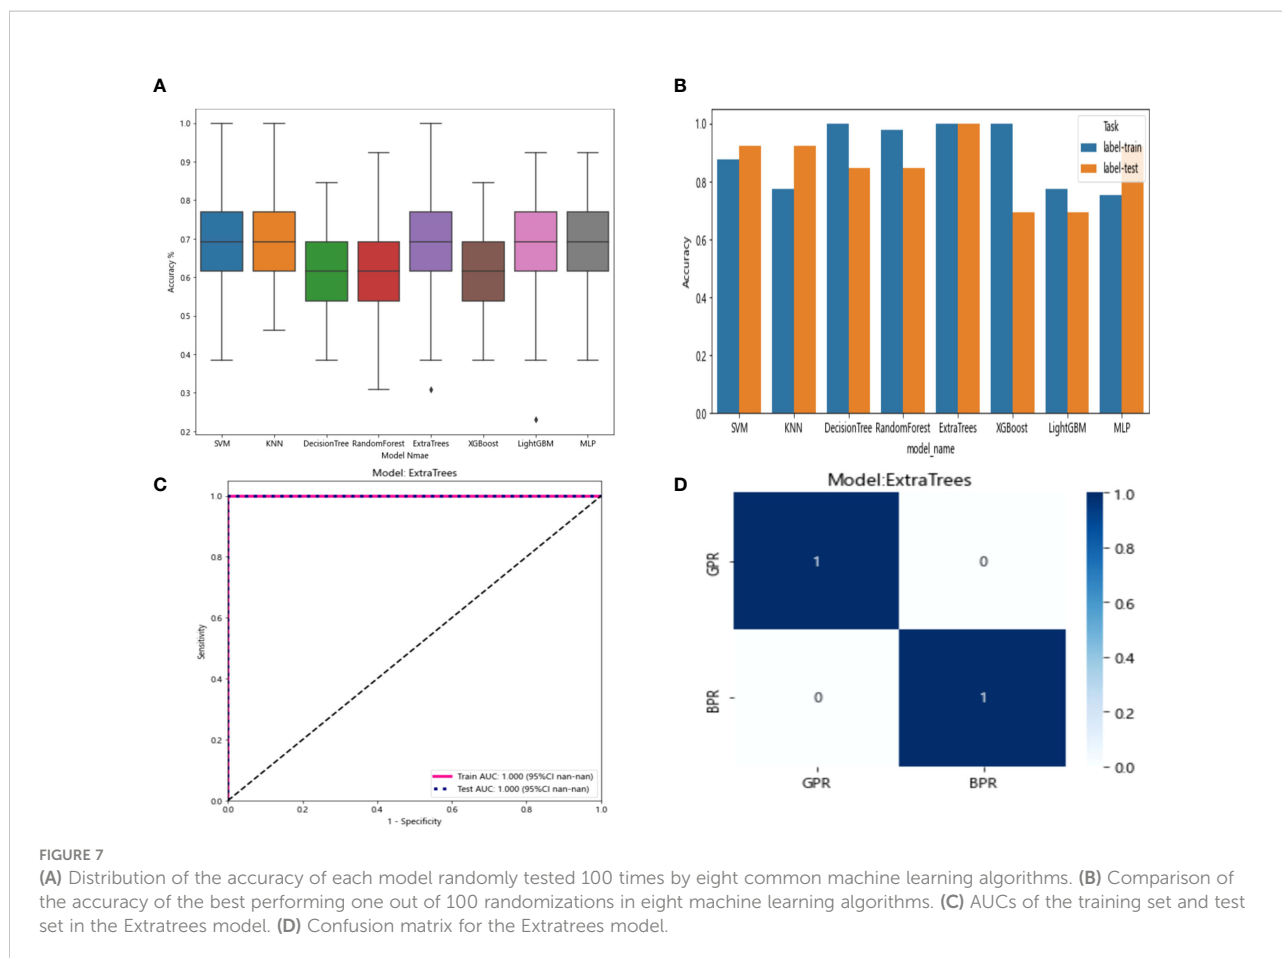 A
1.0
0.9
0.8
0.7
0.6
0.5
0.4
0.3
0.2
Accuracy %
SVM KNN DecisionTree RandomForest ExtraTrees XGBoost LightGBM MLP
Model Nmae
B
1.0
0.8
0.6
0.4
0.2
0.0
Accuracy
Task
label-train
label-test
SVM KNN DecisionTree RandomForest ExtraTrees XGBoost LightGBM MLP
model_name
C
Model: ExtraTrees
1.0
0.8
0.6
0.4
0.2
0.0
Sensitivity
Train AUC: 1.000 (95%CI nan-nan)
Test AUC: 1.000 (95%CI nan-nan)
0.0 0.2 0.4 0.6 0.8 1.0
1 - Specificity
D
Model:ExtraTrees
GPR
BPR
1 0
0 1
GPR BPR
1.0
0.8
0.6
0.4
0.2
0.0
FIGURE 7
(A) Distribution of the accuracy of each model randomly tested 100 times by eight common machine learning algorithms. (B) Comparison of
the accuracy of the best performing one out of 100 randomizations in eight machine learning algorithms. (C) AUCs of the training set and test
set in the Extratrees model. (D) Confusion matrix for the Extratrees model.